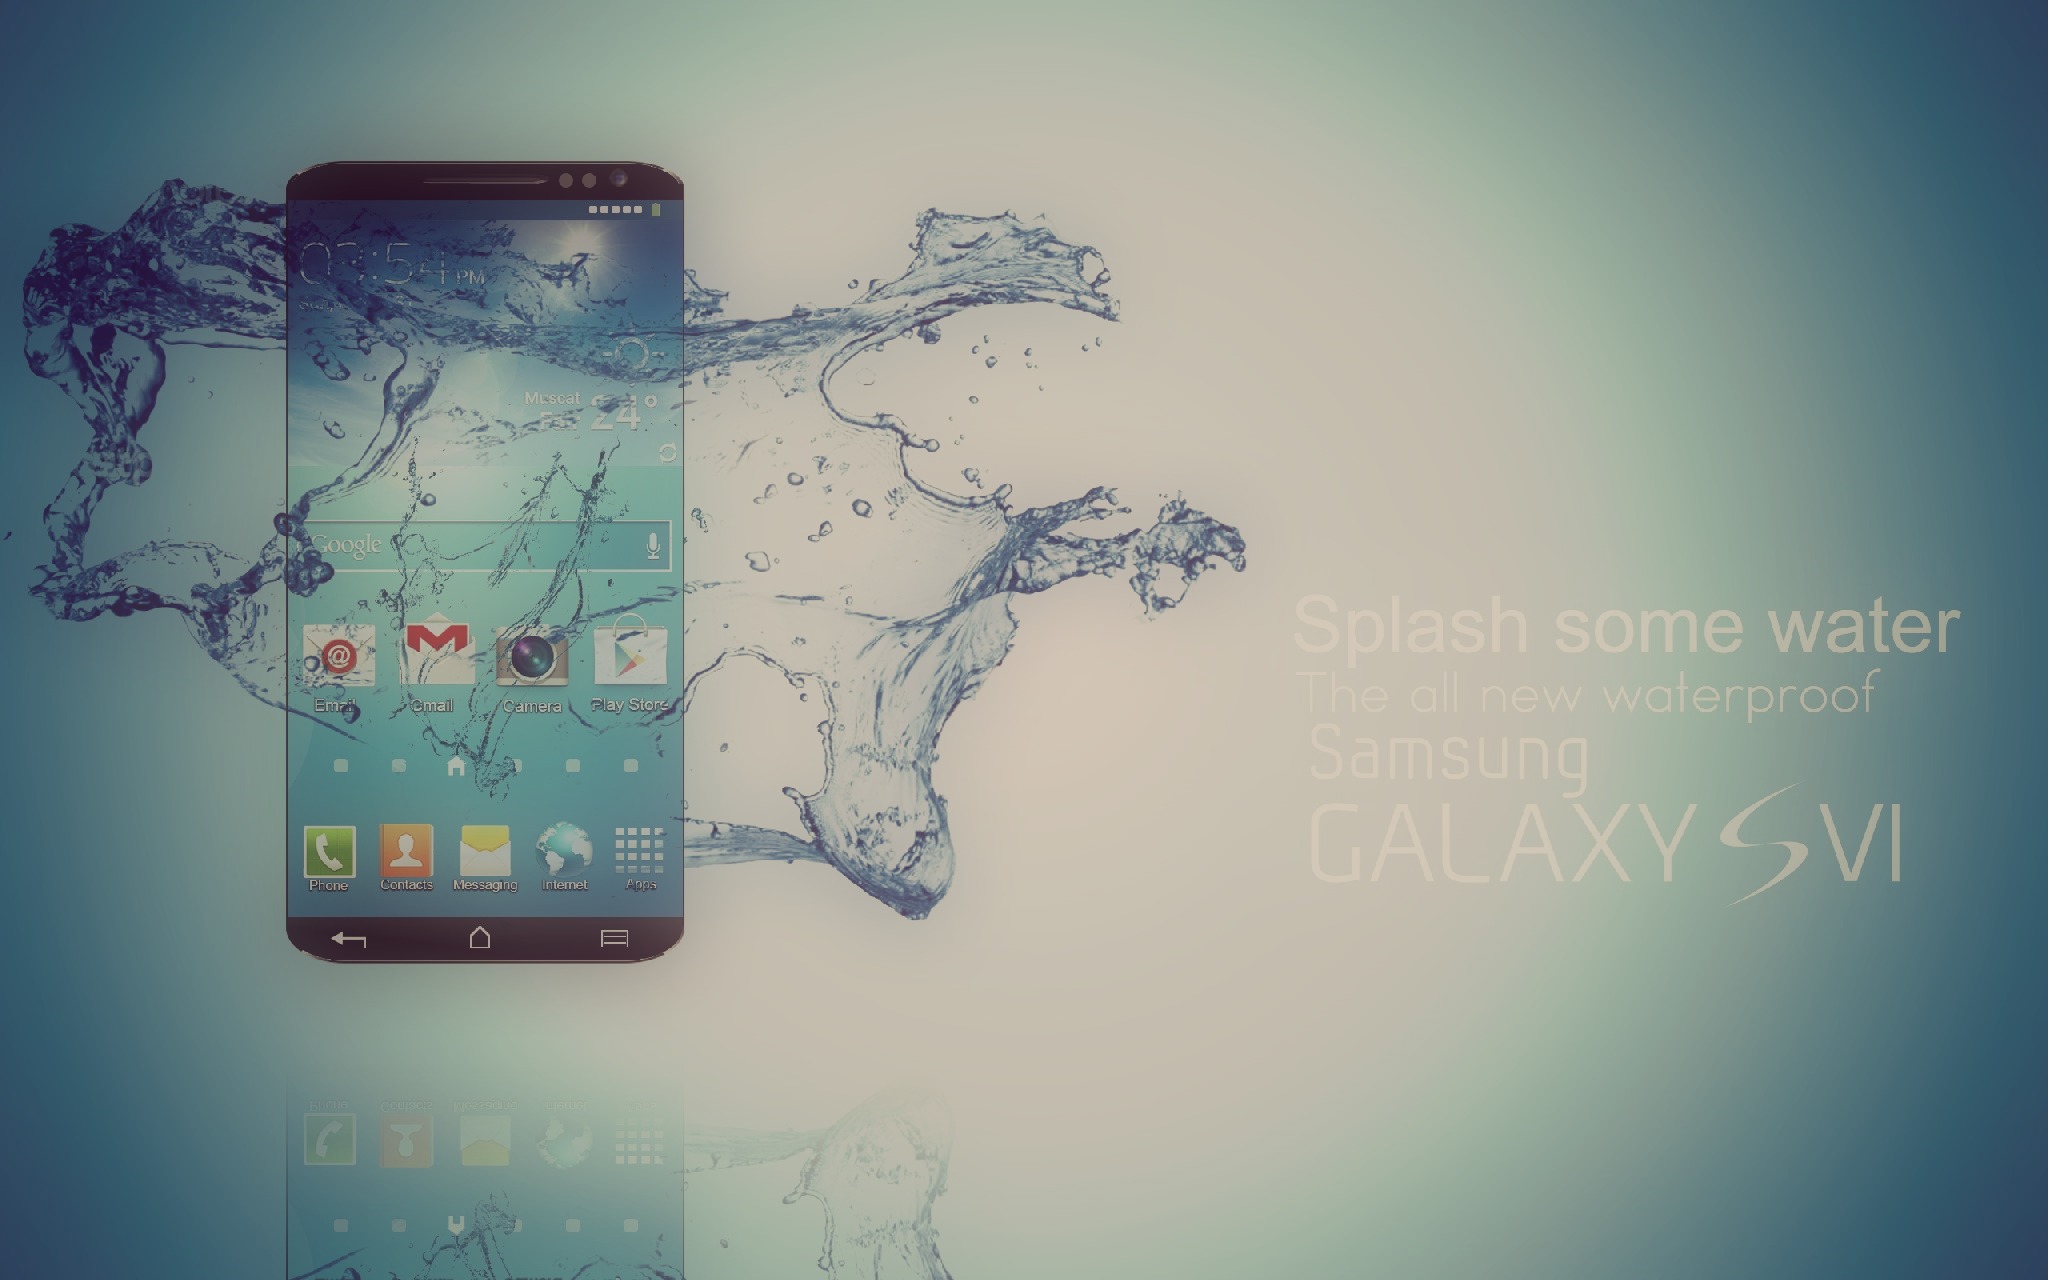 PM
Muscat
24°
Google
Email Gmail Camera Play Store
Phone Contacts Messaging Internet Apps
Splash some water
The all new waterproof
Samsung
GALAXY S VI